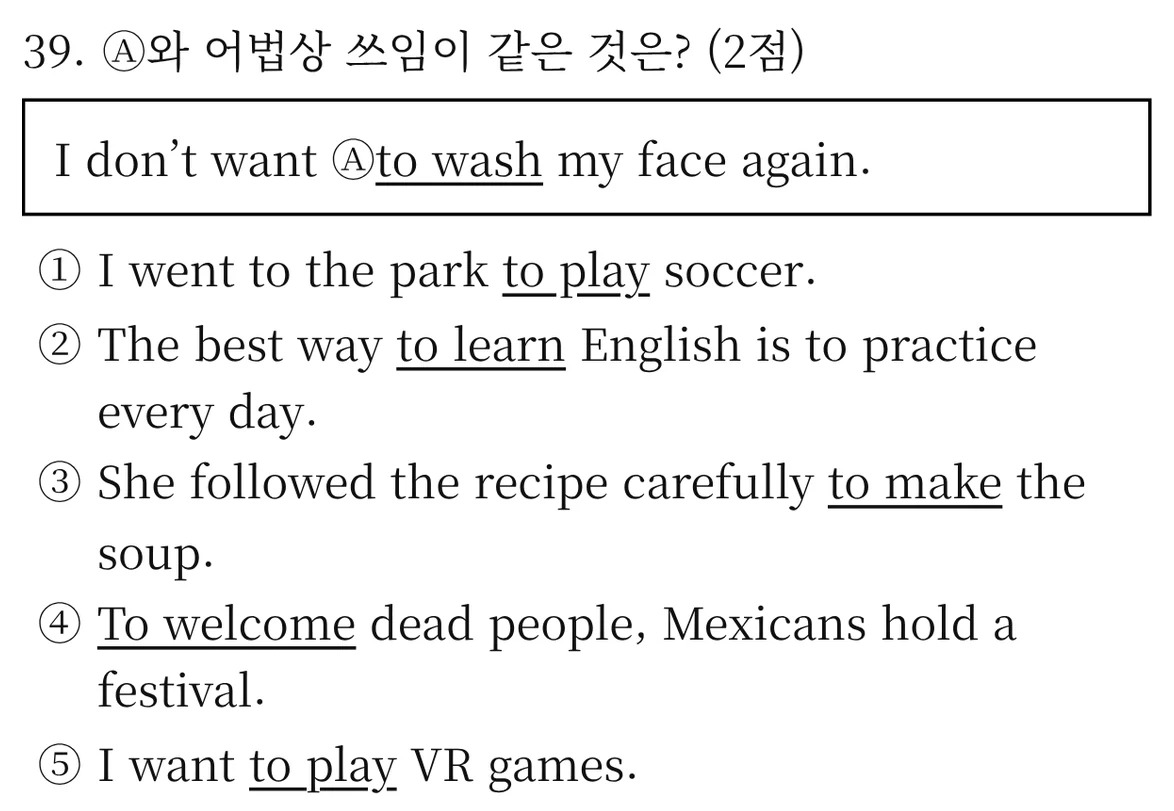 39. Ⓐ와 어법상 쓰임이 같은 것은? (2점)
I don’t want Ⓐto wash my face again.
① I went to the park to play soccer.
② The best way to learn English is to practice
every day.
③ She followed the recipe carefully to make the
soup.
④ To welcome dead people, Mexicans hold a
festival.
⑤ I want to play VR games.